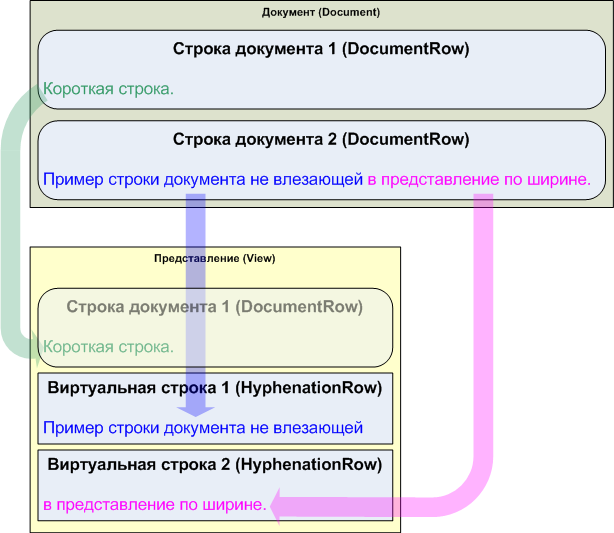 Документ (Document)
Строка документа 1 (DocumentRow)
Короткая строка.
Строка документа 2 (DocumentRow)
Пример строки документа не влезающей в представление по ширине.
Представление (View)
Строка документа 1 (DocumentRow)
Короткая строка.
Виртуальная строка 1 (HyphenationRow)
Пример строки документа не влезающей
Виртуальная строка 2 (HyphenationRow)
в представление по ширине.